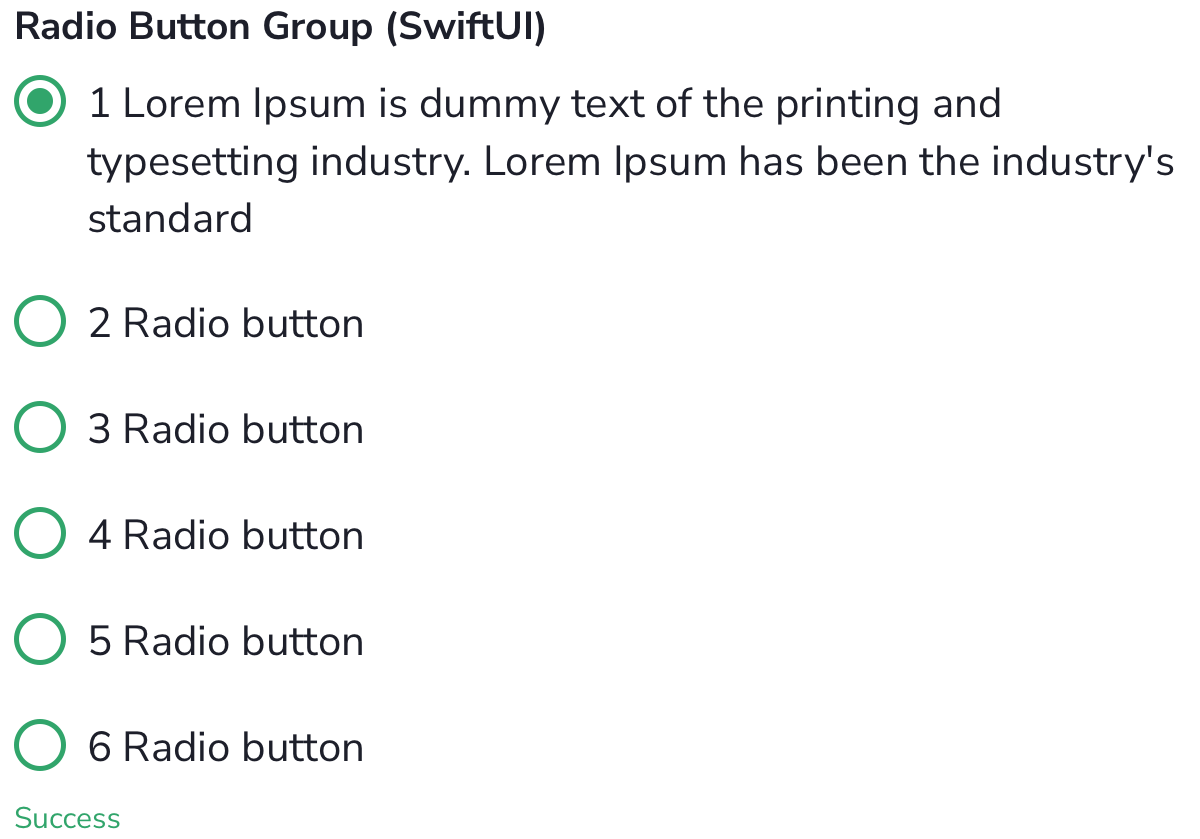 Radio Button Group (SwiftUI)
1 Lorem Ipsum is dummy text of the printing and
typesetting industry. Lorem Ipsum has been the industry's
standard
2 Radio button
3 Radio button
4 Radio button
5 Radio button
6 Radio button
Success